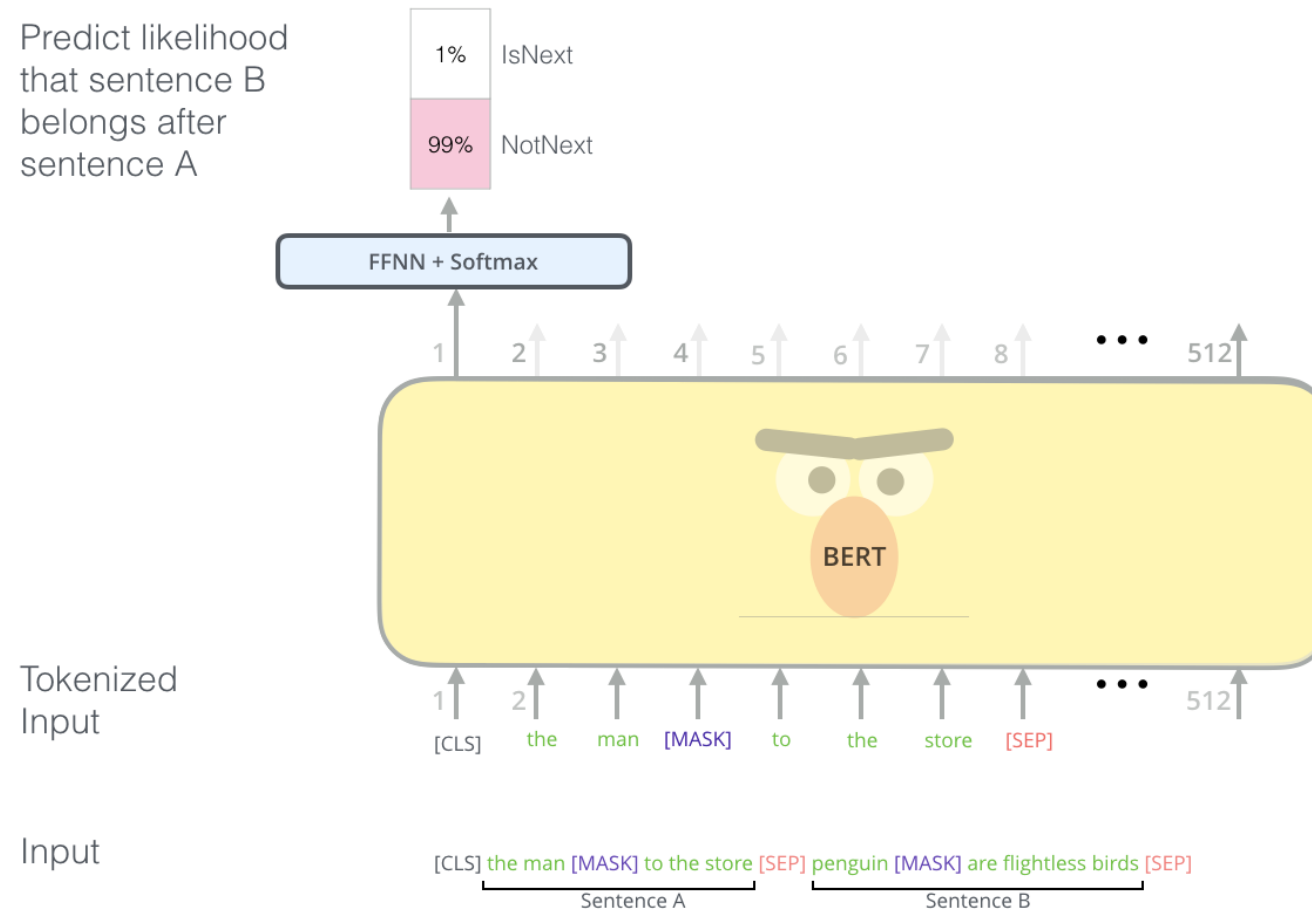 Predict likelihood
that sentence B
belongs after
sentence A
1% IsNext
99% NotNext
FFNN + Softmax
1 2 3 4 5 6 7 8 ••• 512
BERT
Tokenized
Input
1 2 ••• 512
[CLS] the man [MASK] to the store [SEP]
Input
[CLS] the man [MASK] to the store [SEP] penguin [MASK] are flightless birds [SEP]
Sentence A Sentence B